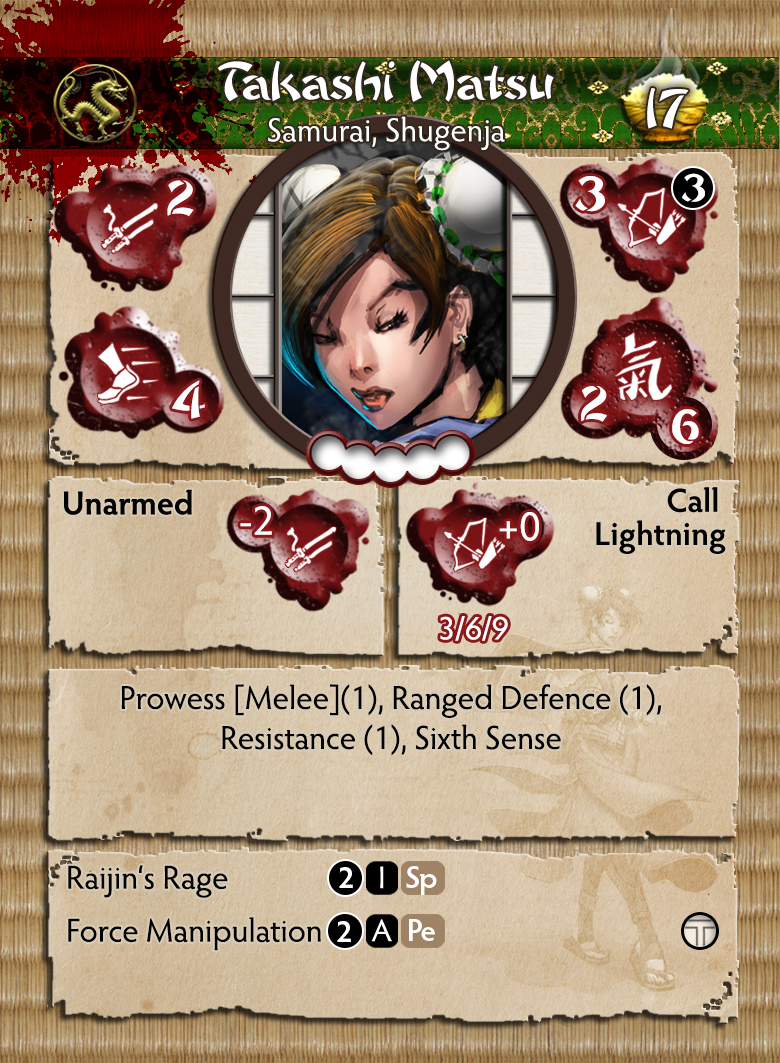 Takashi Matsu
17
Samurai, Shugenja
2
3
3
4
氣
2
6
Unarmed
-2
+0
Call
Lightning
3/6/9
Prowess [Melee](1), Ranged Defence (1),
Resistance (1), Sixth Sense
Raijin's Rage 2 I Sp
Force Manipulation 2 A Pe T